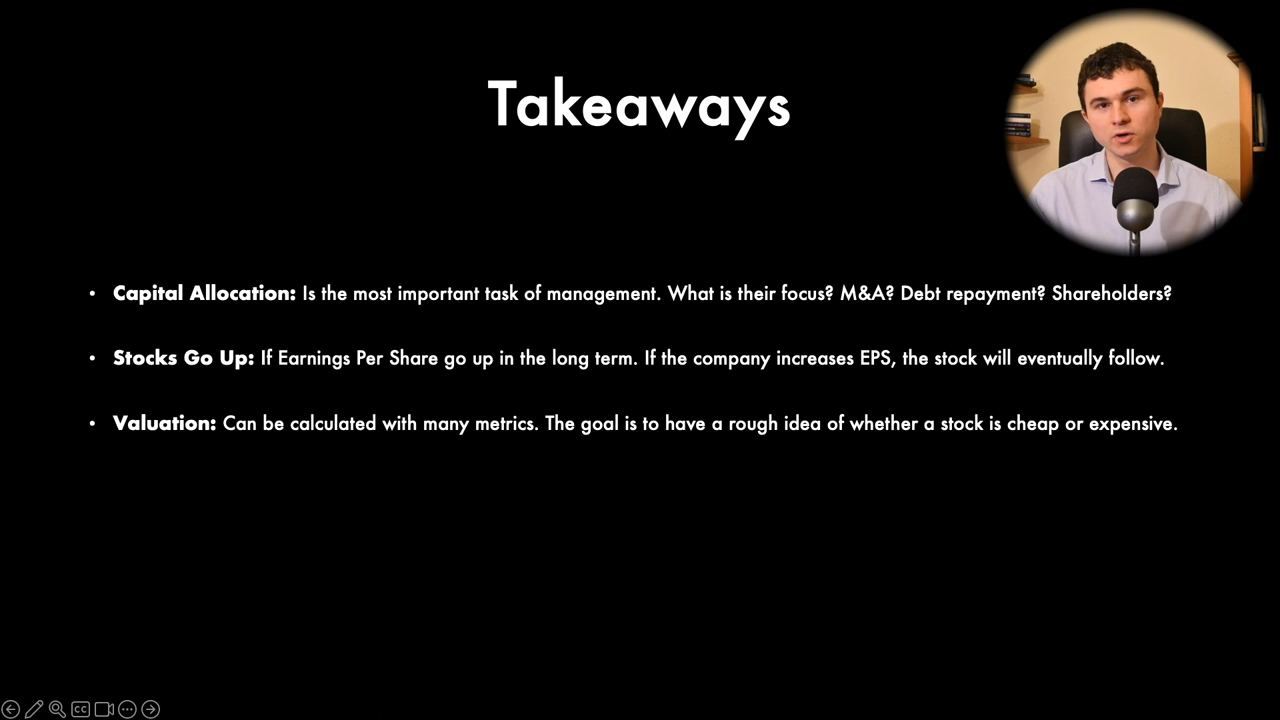 Takeaways
• Capital Allocation: Is the most important task of management. What is their focus? M&A? Debt repayment? Shareholders?
• Stocks Go Up: If Earnings Per Share go up in the long term. If the company increases EPS, the stock will eventually follow.
• Valuation: Can be calculated with many metrics. The goal is to have a rough idea of whether a stock is cheap or expensive.
CC